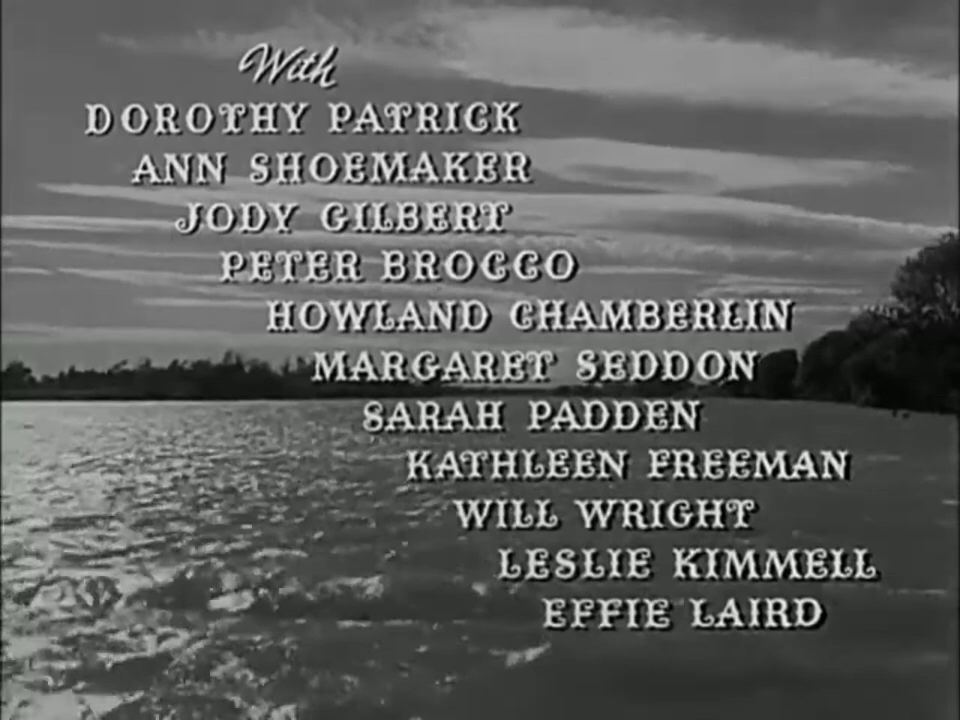 With
DOROTHY PATRICK
ANN SHOEMAKER
JODY GILBERT
PETER BROCCO
HOWLAND CHAMBERLIN
MARGARET SEDDON
SARAH PADDEN
KATHLEEN FREEMAN
WILL WRIGHT
LESLIE KIMMELL
EFFIE LAIRD